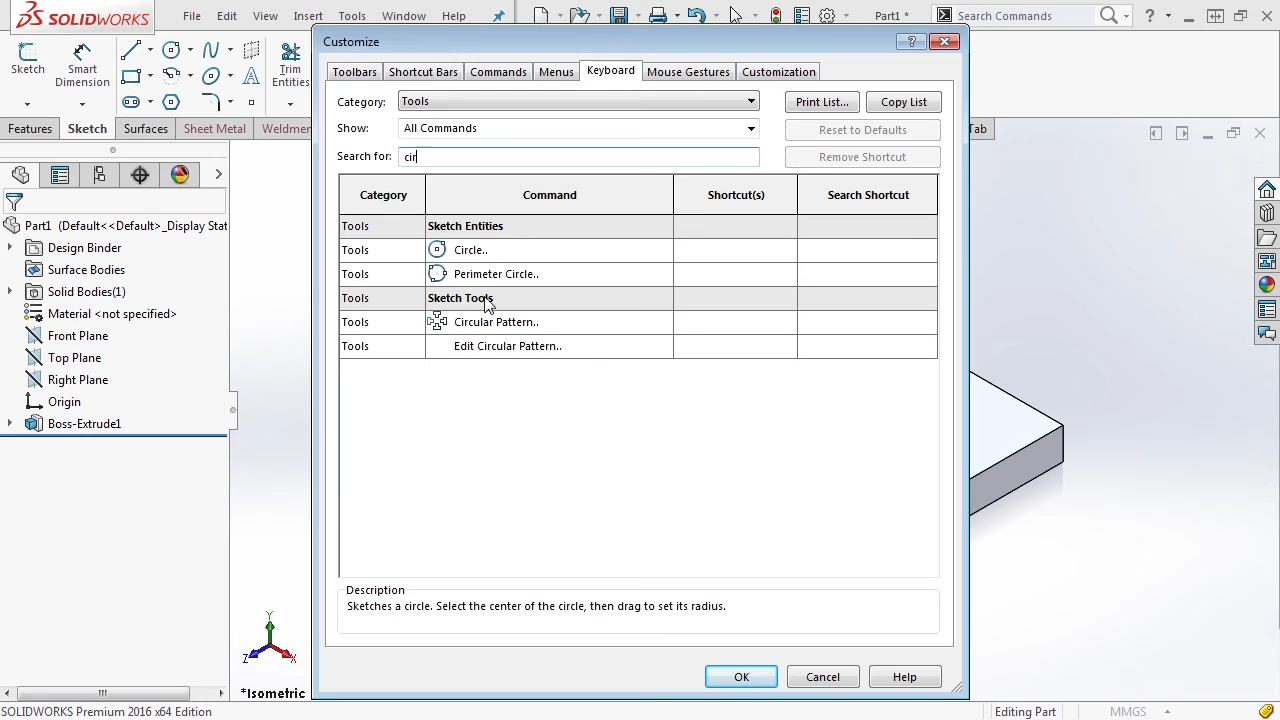 SOLIDWORKS File Edit View Insert Tools Window Help Part1 * Search Commands ?
Customize ?
Sketch Smart Dimension Trim Entities
Toolbars Shortcut Bars Commands Menus Keyboard Mouse Gestures Customization
Category: Tools Print List... Copy List
Features Sketch Surfaces Sheet Metal Weldmen Tab
Show: All Commands Reset to Defaults
Search for: cir Remove Shortcut
Category Command Shortcut(s) Search Shortcut
Tools Sketch Entities
Tools Circle..
Tools Perimeter Circle..
Tools Sketch Tools
Tools Circular Pattern..
Tools Edit Circular Pattern..
Part1 (Default<<Default>_Display Stat
Design Binder
Surface Bodies
Solid Bodies(1)
Material <not specified>
Front Plane
Top Plane
Right Plane
Origin
Boss-Extrude1
Description
Sketches a circle. Select the center of the circle, then drag to set its radius.
Y
Z X
OK Cancel Help
*Isometric
SOLIDWORKS Premium 2016 x64 Edition Editing Part MMGS